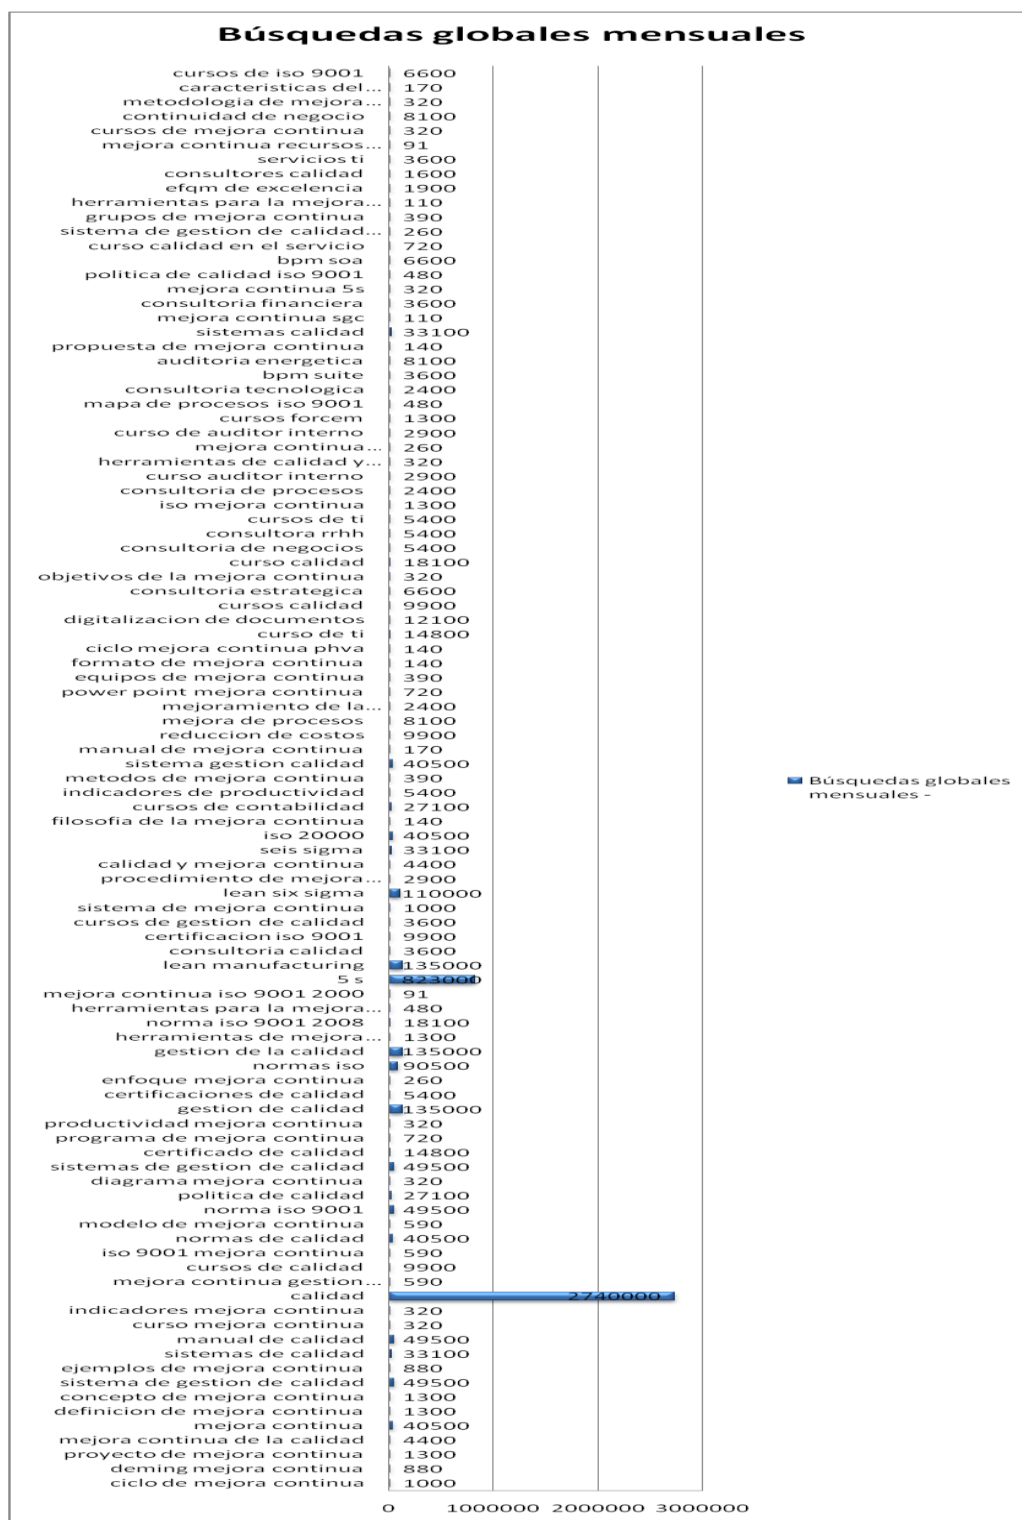 Búsquedas globales mensuales
cursos de iso 9001 6600
caracteristicas del... 170
metodologia de mejora... 320
continuidad de negocio 8100
cursos de mejora continua 320
mejora continua recursos... 91
servicios ti 3600
consultores calidad 1600
efqm de excelencia 1900
herramientas para la mejora... 110
grupos de mejora continua 390
sistema de gestion de calidad... 260
curso calidad en el servicio 720
bpm soa 6600
politica de calidad iso 9001 480
mejora continua 5s 320
consultoria financiera 3600
mejora continua sgc 110
sistemas calidad 33100
propuesta de mejora continua 140
auditoria energetica 8100
bpm suite 3600
consultoria tecnologica 2400
mapa de procesos iso 9001 480
cursos forcem 1300
curso de auditor interno 2900
mejora continua... 260
herramientas de calidad y... 320
curso auditor interno 2900
consultoria de procesos 2400
iso mejora continua 1300
cursos de ti 5400
consultora rrhh 5400
consultoria de negocios 5400
curso calidad 18100
objetivos de la mejora continua 320
consultoria estrategica 6600
cursos calidad 9900
digitalizacion de documentos 12100
curso de ti 14800
ciclo mejora continua phva 140
formato de mejora continua 140
equipos de mejora continua 390
power point mejora continua 720
mejoramiento de la... 2400
mejora de procesos 8100
reduccion de costos 9900
manual de mejora continua 170
sistema gestion calidad 40500
metodos de mejora continua 390
indicadores de productividad 5400
cursos de contabilidad 27100
filosofia de la mejora continua 140
iso 20000 40500
seis sigma 33100
calidad y mejora continua 4400
procedimiento de mejora... 2900
lean six sigma 110000
sistema de mejora continua 1000
cursos de gestion de calidad 3600
certificacion iso 9001 9900
consultoria calidad 3600
lean manufacturing 135000
5 s 823000
mejora continua iso 9001 2000 91
herramientas para la mejora... 480
norma iso 9001 2008 18100
herramientas de mejora... 1300
gestion de la calidad 135000
normas iso 90500
enfoque mejora continua 260
certificaciones de calidad 5400
gestion de calidad 135000
productividad mejora continua 320
programa de mejora continua 720
certificado de calidad 14800
sistemas de gestion de calidad 49500
diagrama mejora continua 320
politica de calidad 27100
norma iso 9001 49500
modelo de mejora continua 590
normas de calidad 40500
iso 9001 mejora continua 590
cursos de calidad 9900
mejora continua gestion... 590
calidad 2740000
indicadores mejora continua 320
curso mejora continua 320
manual de calidad 49500
sistemas de calidad 33100
ejemplos de mejora continua 880
sistema de gestion de calidad 49500
concepto de mejora continua 1300
definicion de mejora continua 1300
mejora continua 40500
mejora continua de la calidad 4400
proyecto de mejora continua 1300
deming mejora continua 880
ciclo de mejora continua 1000
0 1000000 2000000 3000000
Búsquedas globales
mensuales -